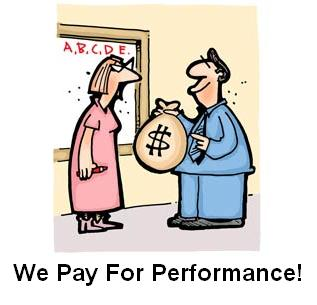 A,B,C,D E.
$
We Pay For Performance!